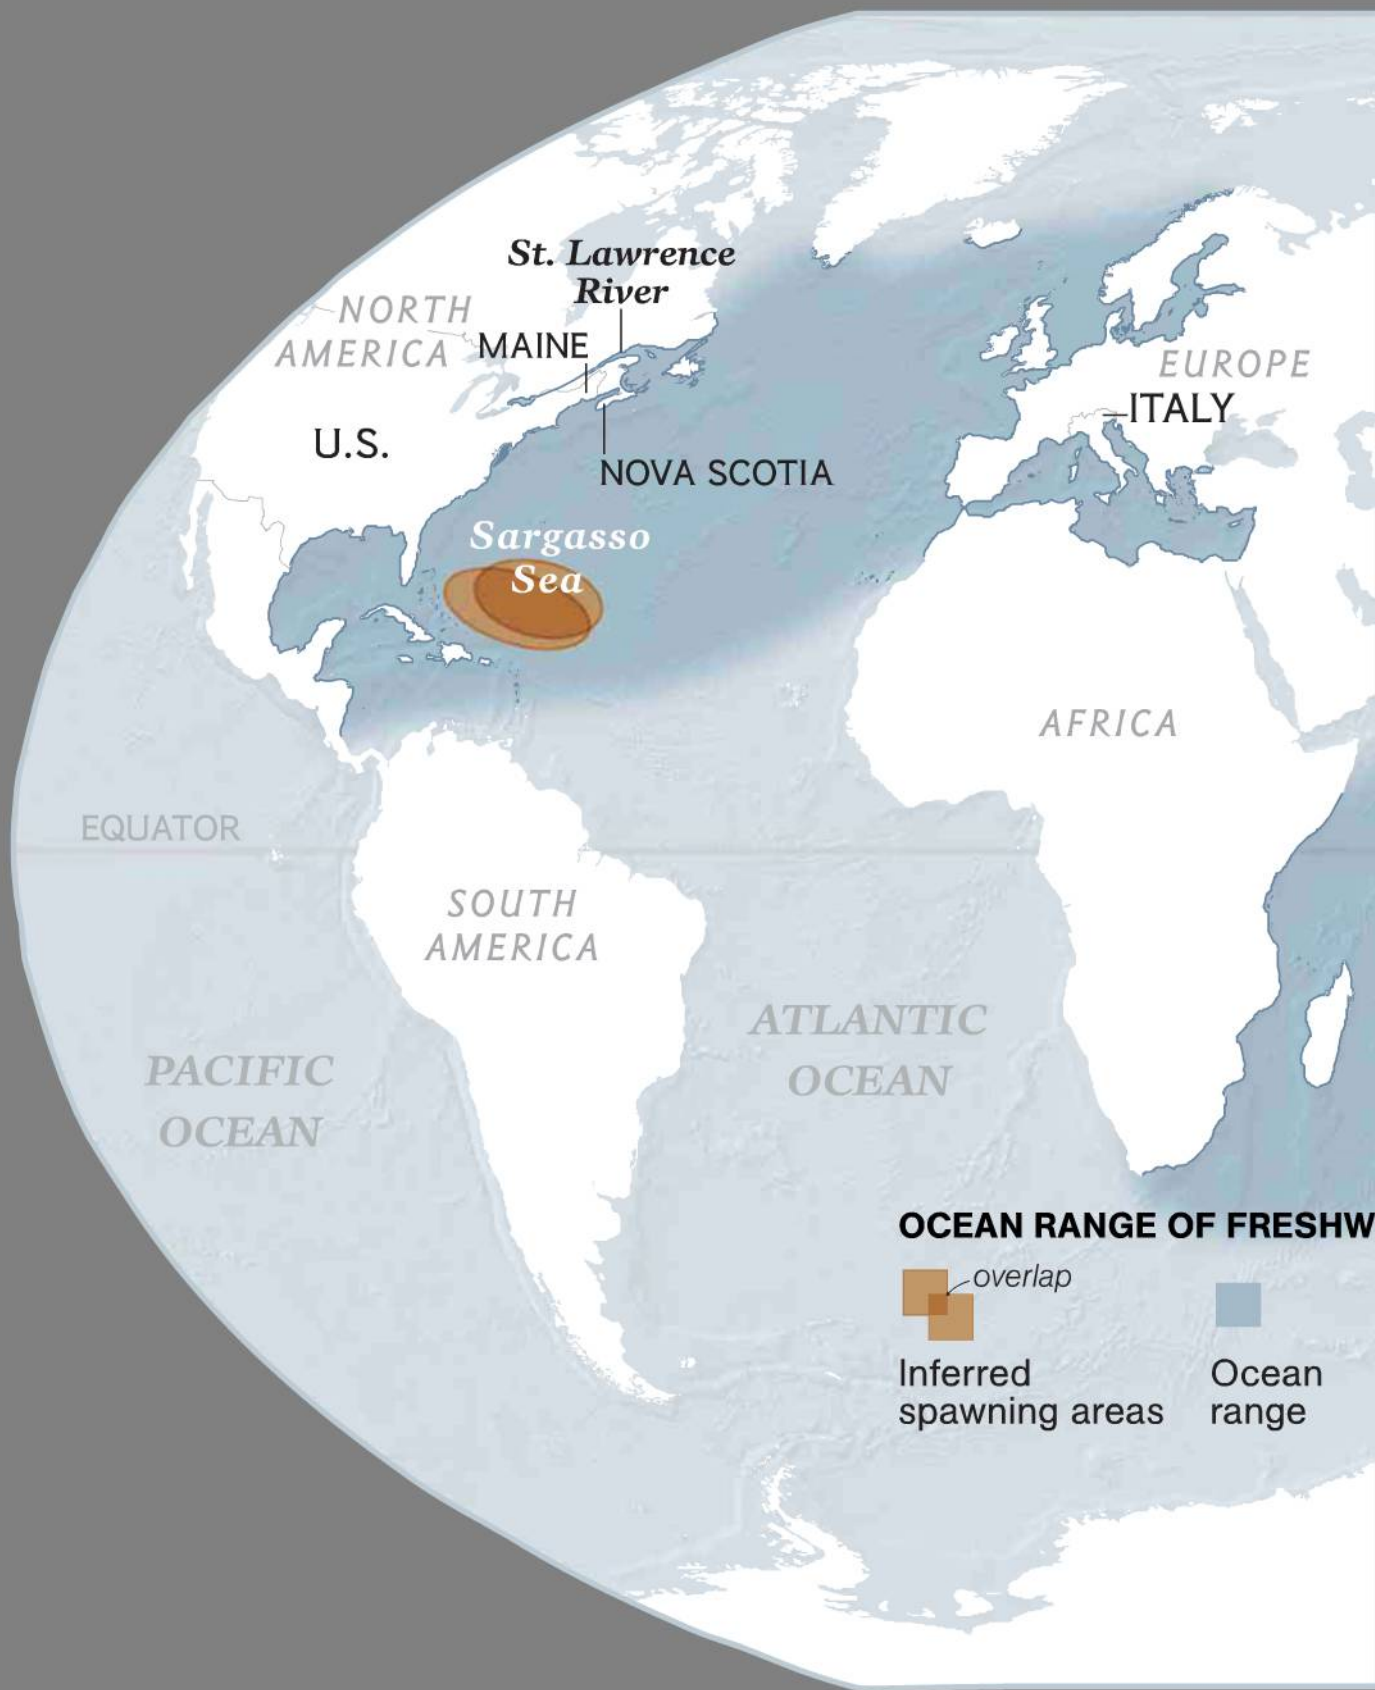 St. Lawrence
River
NORTH
AMERICA
MAINE
EUROPE
ITALY
U.S.
NOVA SCOTIA
Sargasso
Sea
AFRICA
EQUATOR
SOUTH
AMERICA
ATLANTIC
OCEAN
PACIFIC
OCEAN
OCEAN RANGE OF FRESHW
overlap
Inferred
spawning areas
Ocean
range